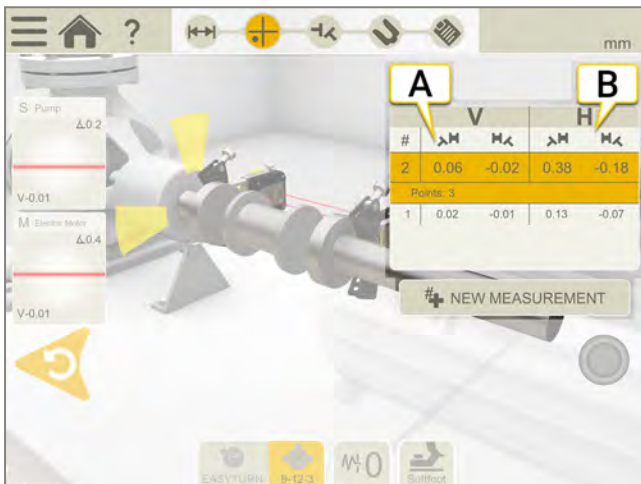 ?
mm
A
B
V H
#
2 0.06 -0.02 0.38 -0.18
Points: 3
1 0.02 -0.01 0.13 -0.07
NEW MEASUREMENT
S Pump
∡0.2
V-0.01
M Electric Motor
∡0.4
V-0.01
EASYTURN
9-12-3
0
Softfoot